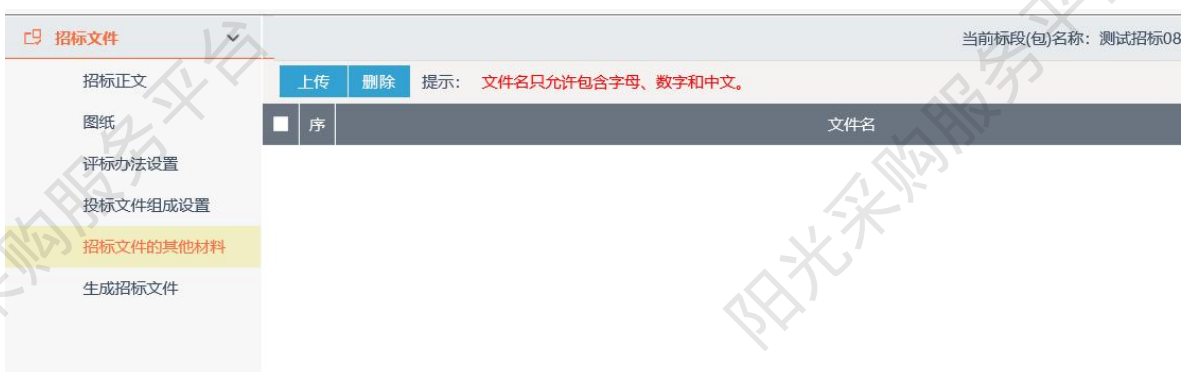 招标文件
当前标段(包)名称: 测试招标08
招标正文
上传 删除 提示: 文件名只允许包含字母、数字和中文。
图纸
序 文件名
评标办法设置
投标文件组成设置
招标文件的其他材料
生成招标文件
阳光采购服务平台
采购服务平台